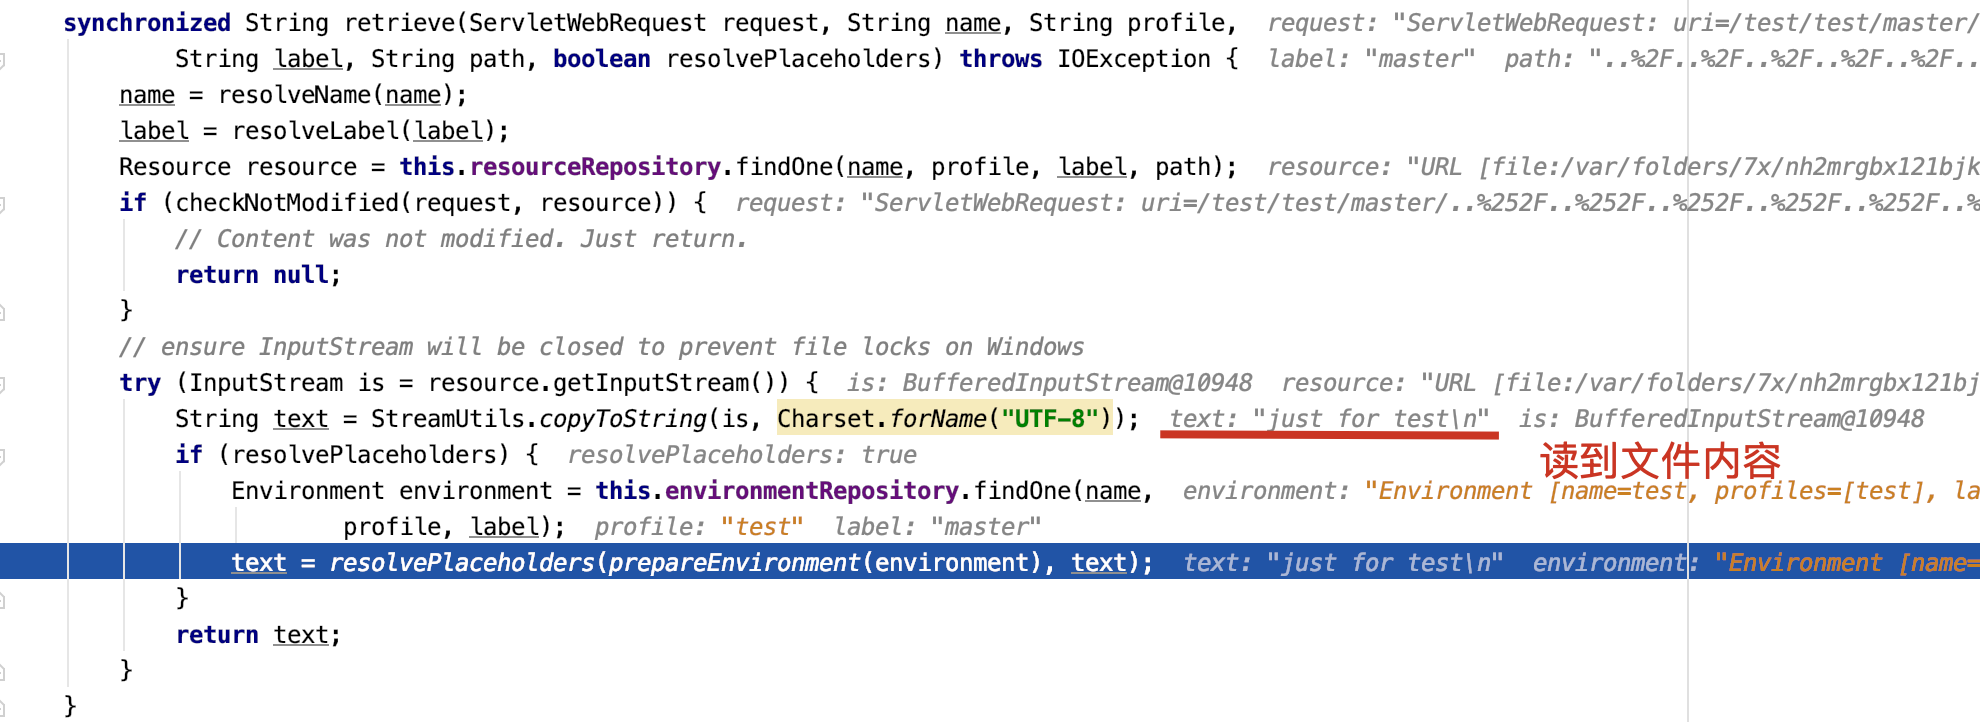 synchronized String retrieve(ServletWebRequest request, String name, String profile,  request: "ServletWebRequest: uri=/test/test/master/
String label, String path, boolean resolvePlaceholders) throws IOException {  label: "master"  path: "..%2F..%2F..%2F..%2F..
name = resolveName(name);
label = resolveLabel(label);
Resource resource = this.resourceRepository.findOne(name, profile, label, path);  resource: "URL [file:/var/folders/7x/nh2mrgbx121bjk
if (checkNotModified(request, resource)) {  request: "ServletWebRequest: uri=/test/test/master/..%252F..%252F..%252F..%252F..%252F..%
// Content was not modified. Just return.
return null;
}
// ensure InputStream will be closed to prevent file locks on Windows
try (InputStream is = resource.getInputStream()) {  is: BufferedInputStream@10948  resource: "URL [file:/var/folders/7x/nh2mrgbx121bj
String text = StreamUtils.copyToString(is, Charset.forName("UTF-8"));  text: "just for test\n"  is: BufferedInputStream@10948
if (resolvePlaceholders) {  resolvePlaceholders: true
读到文件内容
Environment environment = this.environmentRepository.findOne(name,  environment: "Environment [name=test, profiles=[test], la
profile, label);  profile: "test"  label: "master"
text = resolvePlaceholders(prepareEnvironment(environment), text);  text: "just for test\n"  environment: "Environment [name=
}
return text;
}
}